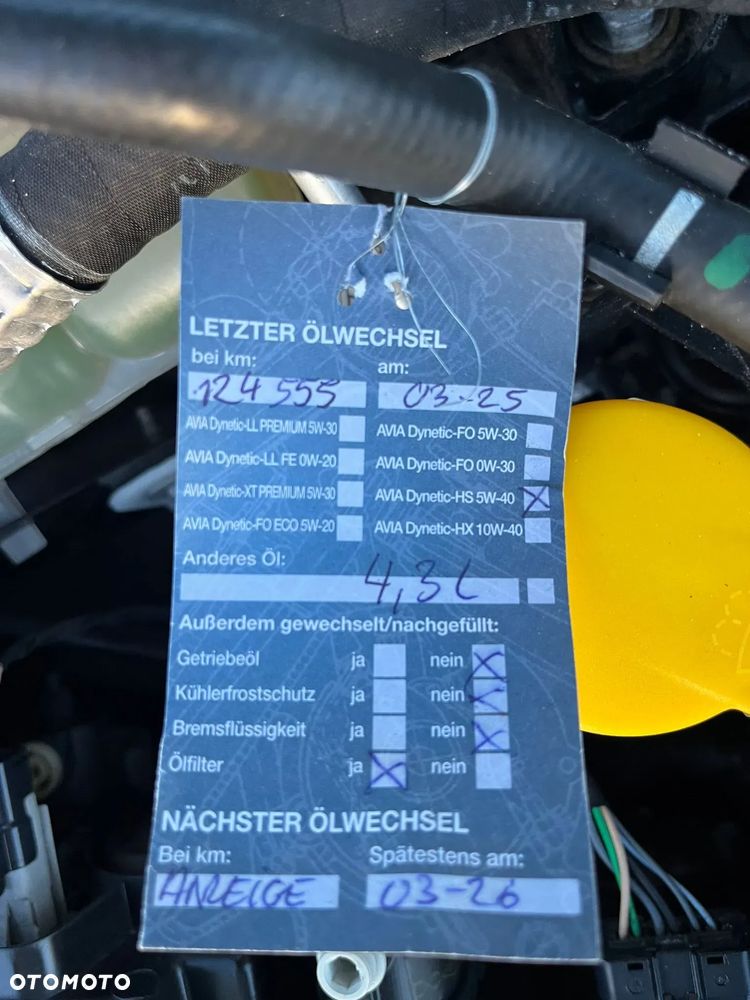 LETZTER ÖLWECHSEL
bei km: am:
124555 03-25
AVIA Dynetic-LL PREMIUM 5W-30 AVIA Dynetic-FO 5W-30
AVIA Dynetic-LL FE 0W-20 AVIA Dynetic-FO 0W-30
AVIA Dynetic-XT PREMIUM 5W-30 AVIA Dynetic-HS 5W-40
AVIA Dynetic-FO ECO 5W-20 AVIA Dynetic-HX 10W-40
Anderes Öl:
4,3L
Außerdem gewechselt/nachgefüllt:
Getriebeöl ja nein
Kühlerfrostschutz ja nein
Bremsflüssigkeit ja nein
Ölfilter ja nein
NÄCHSTER ÖLWECHSEL
Bei km: Spätestens am:
ANZEIGE 03-26
OTOMOTO